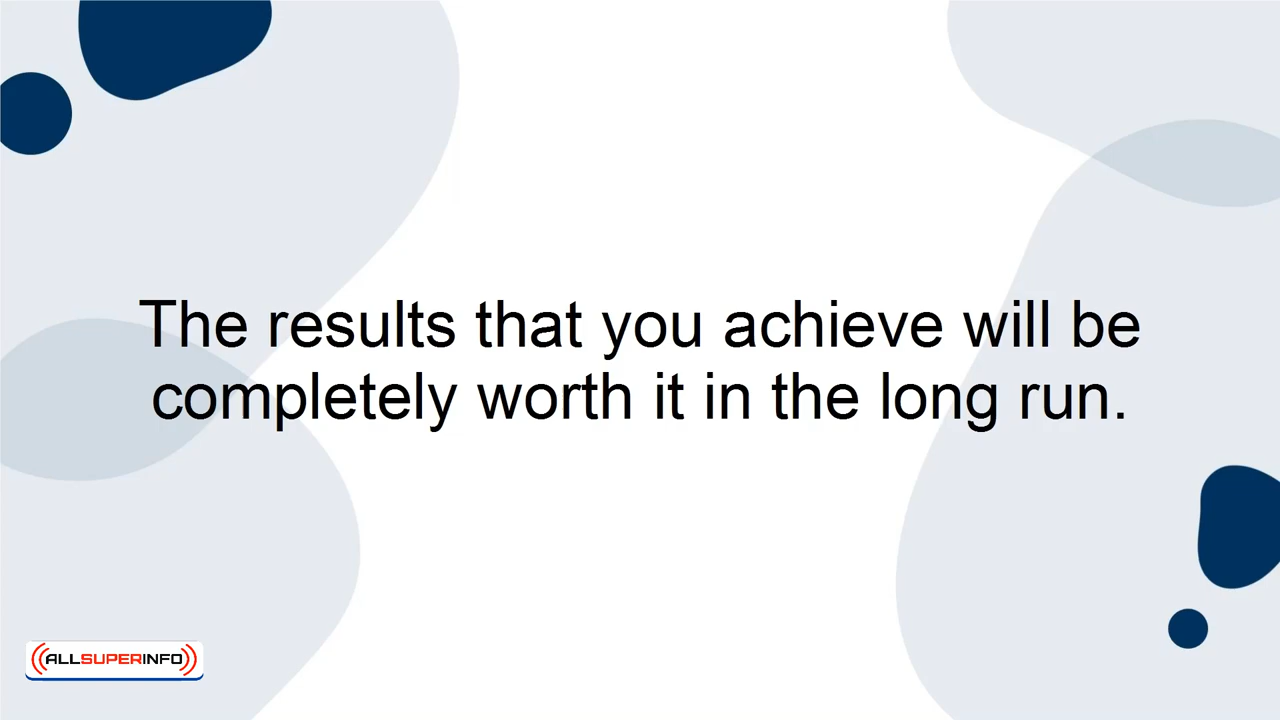 The results that you achieve will be
completely worth it in the long run.
ALLSUPERINFO